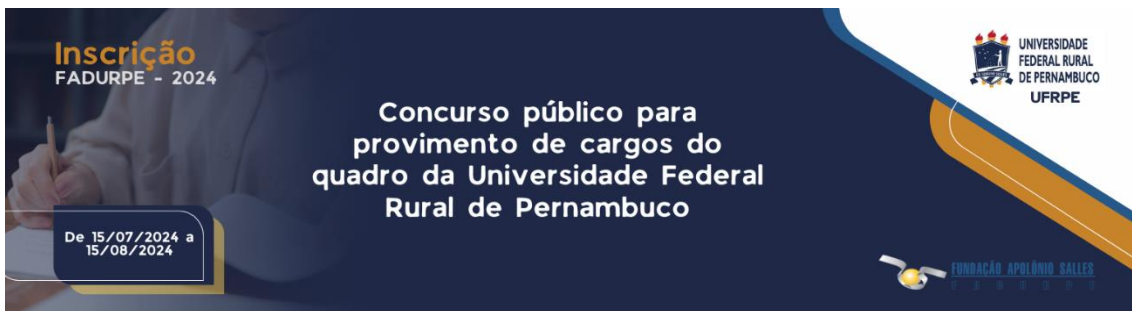 Inscrição
FADURPE - 2024
Concurso público para
provimento de cargos do
quadro da Universidade Federal
Rural de Pernambuco
De 15/07/2024 a
15/08/2024
UNIVERSIDADE
FEDERAL RURAL
DE PERNAMBUCO
UFRPE
FUNDAÇÃO APOLÔNIO SALLES
F A D U R P E